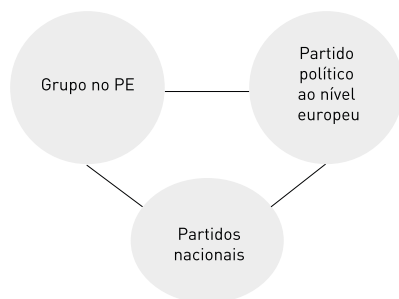 Grupo no PE
Partido
político
ao nível
europeu
Partidos
nacionais